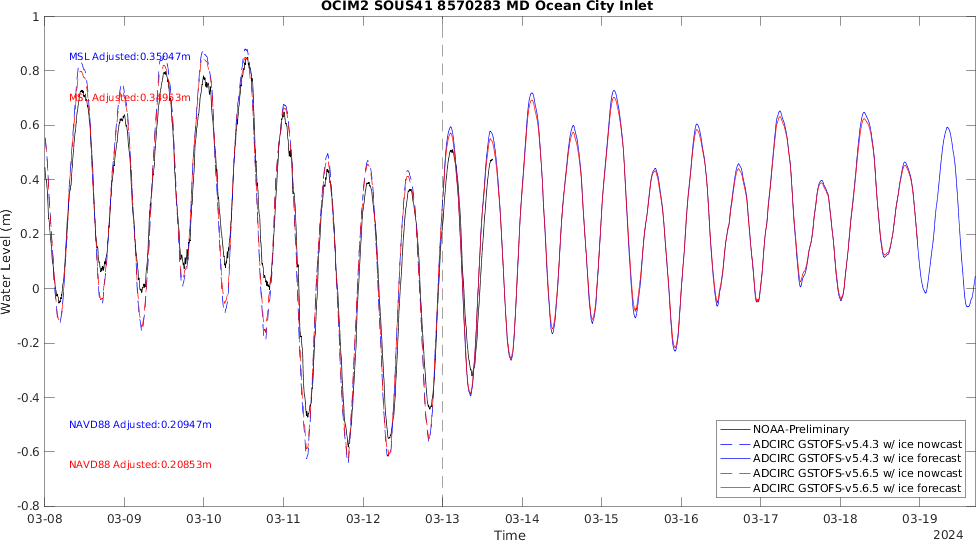 OCIM2 SOUS41 8570283 MD Ocean City Inlet
Water Level (m)
1
0.8
0.6
0.4
0.2
0
-0.2
-0.4
-0.6
-0.8
MSL Adjusted:0.35047m
MSL Adjusted:0.34953m
NAVD88 Adjusted:0.20947m
NAVD88 Adjusted:0.20853m
NOAA-Preliminary
ADCIRC GSTOFS-v5.4.3 w/ ice nowcast
ADCIRC GSTOFS-v5.4.3 w/ ice forecast
ADCIRC GSTOFS-v5.6.5 w/ ice nowcast
ADCIRC GSTOFS-v5.6.5 w/ ice forecast
03-08 03-09 03-10 03-11 03-12 03-13 03-14 03-15 03-16 03-17 03-18 03-19
Time
2024